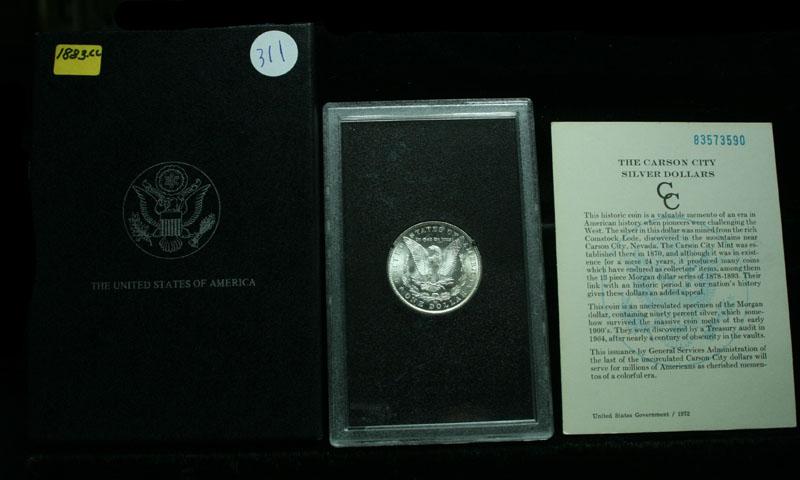 1883.cc
311
THE UNITED STATES OF AMERICA
STATES OF
ONE DOLLAR
83573590
THE CARSON CITY
SILVER DOLLARS
CC
This historic coin is a valuable memento of an era in
American history when pioneers were challenging the
West. The silver in this dollar was mined from the rich
Comstock Lode, discovered in the mountains near
Carson City, Nevada. The Carson City Mint was es-
tablished there in 1870, and although it was in exist-
ence for a mere 24 years, it produced many coins
which have endured as collectors' items, among them
the 13 piece Morgan dollar series of 1878-1893. Their
link with an historic period in our nation's history
gives these dollars an added appeal.
This coin is an uncirculated specimen of the Morgan
dollar, containing ninety percent silver, which some-
how survived the massive coin melts of the early
1900's. They were discovered by a Treasury audit in
1964, after nearly a century of obscurity in the vaults.
This issuance by General Services Administration of
the last of the uncirculated Carson City dollars will
serve for millions of Americans as cherished memen-
tos of a colorful era.
United States Government / 1972